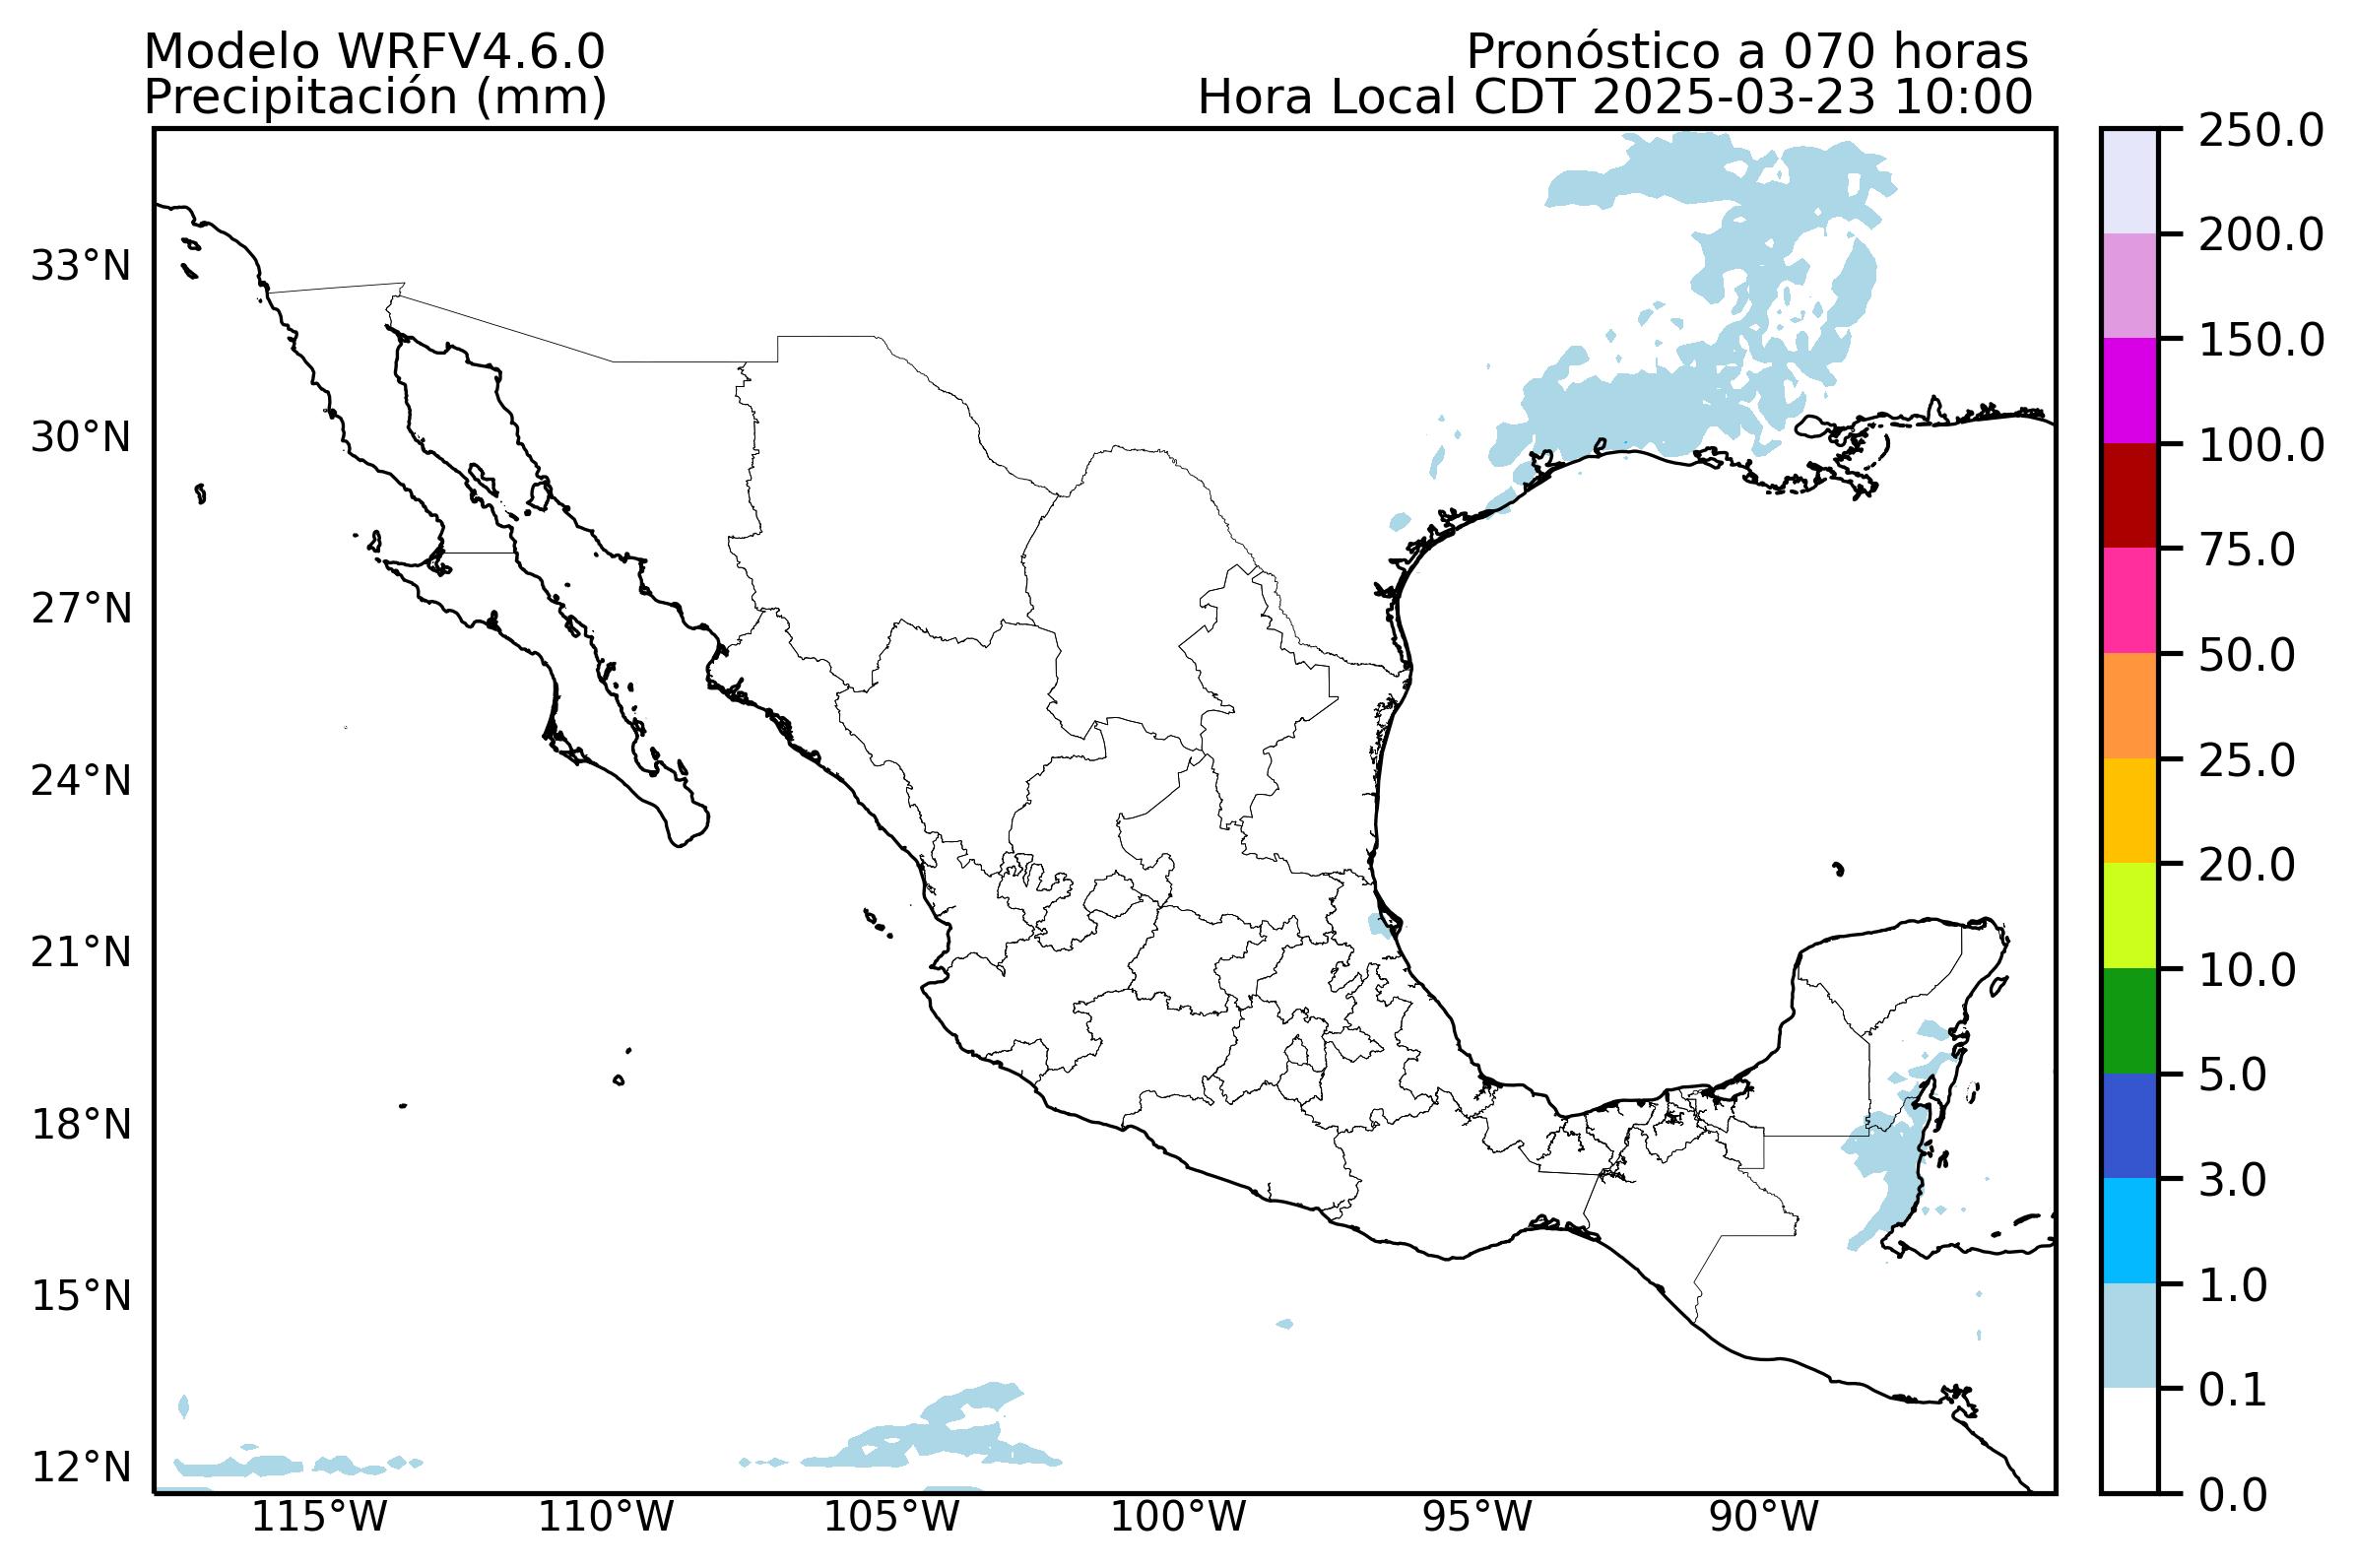 Modelo WRFV4.6.0
Pronóstico a 070 horas
Precipitación (mm)
Hora Local CDT 2025-03-23 10:00
33°N
30°N
27°N
24°N
21°N
18°N
15°N
12°N
115°W
110°W
105°W
100°W
95°W
90°W
250.0
200.0
150.0
100.0
75.0
50.0
25.0
20.0
10.0
5.0
3.0
1.0
0.1
0.0